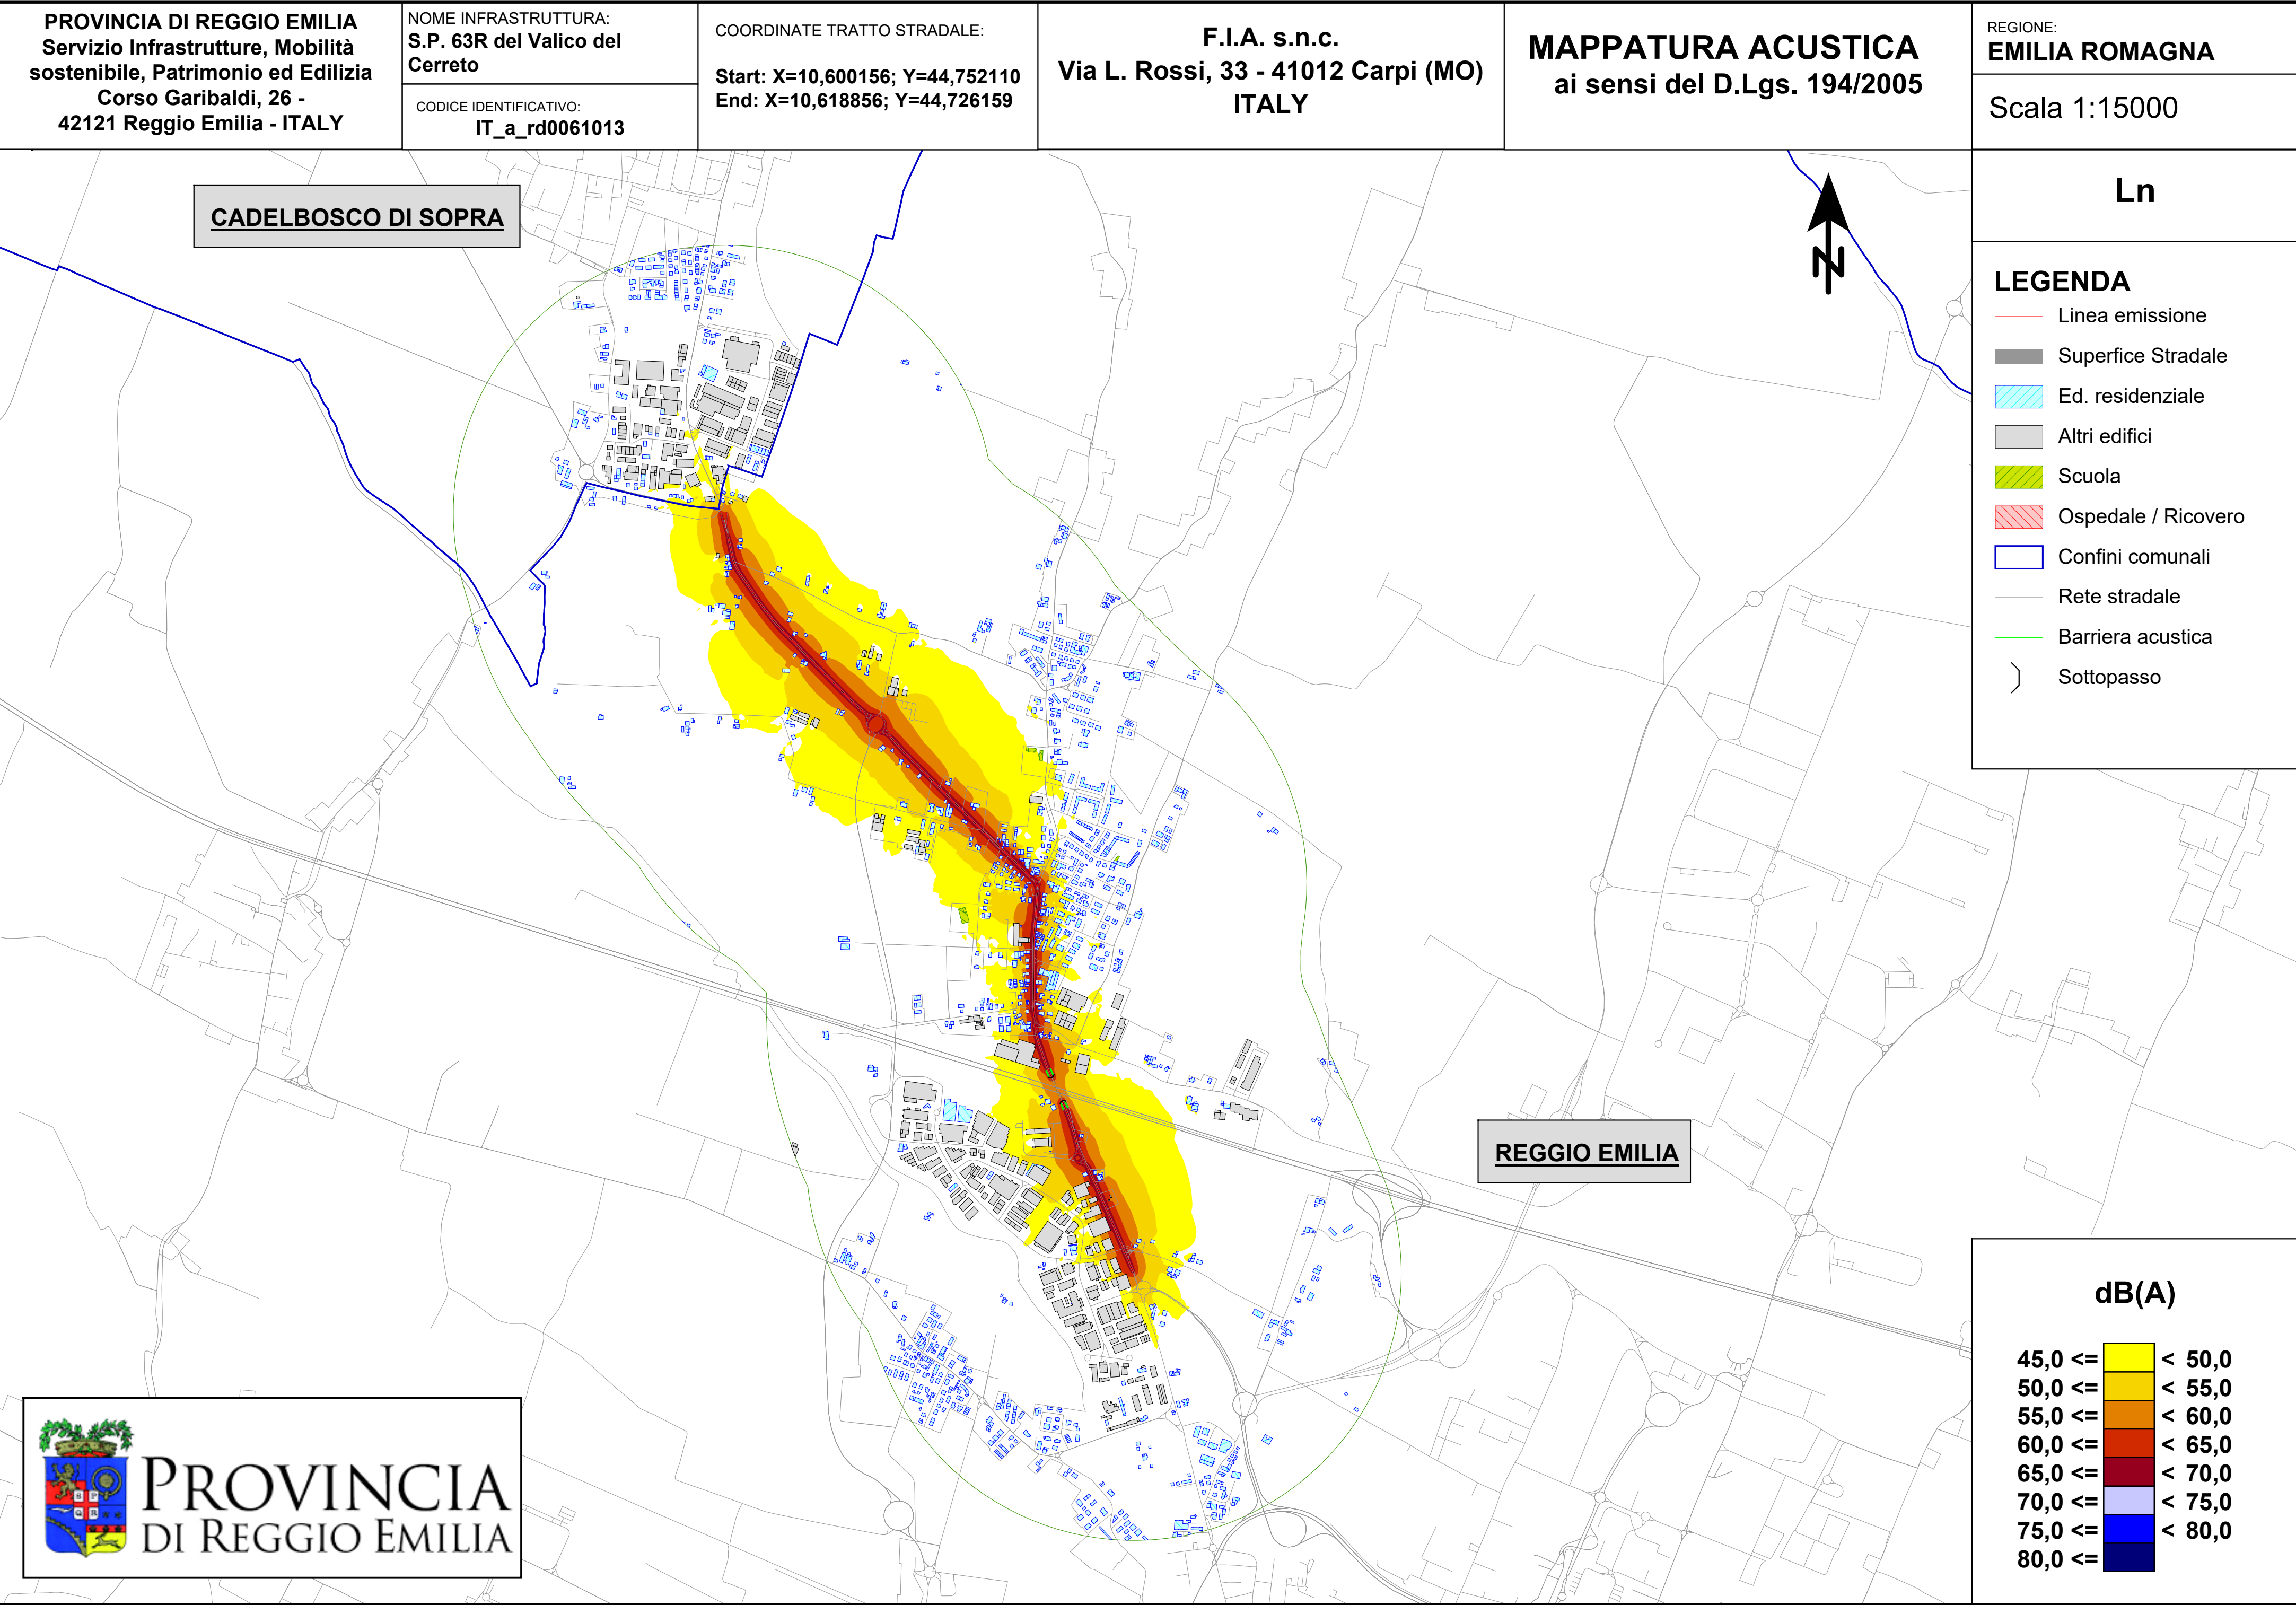 PROVINCIA DI REGGIO EMILIA
Servizio Infrastrutture, Mobilità
sostenibile, Patrimonio ed Edilizia
Corso Garibaldi, 26 -
42121 Reggio Emilia - ITALY
NOME INFRASTRUTTURA:
S.P. 63R del Valico del
Cerreto
CODICE IDENTIFICATIVO:
IT_a_rd0061013
COORDINATE TRATTO STRADALE:
Start: X=10,600156; Y=44,752110
End: X=10,618856; Y=44,726159
F.I.A. s.n.c.
Via L. Rossi, 33 - 41012 Carpi (MO)
ITALY
MAPPATURA ACUSTICA
ai sensi del D.Lgs. 194/2005
REGIONE:
EMILIA ROMAGNA
Scala 1:15000
Ln
LEGENDA
Linea emissione
Superfice Stradale
Ed. residenziale
Altri edifici
Scuola
Ospedale / Ricovero
Confini comunali
Rete stradale
Barriera acustica
Sottopasso
CADELBOSCO DI SOPRA
N
REGGIO EMILIA
dB(A)
45,0 <= < 50,0
50,0 <= < 55,0
55,0 <= < 60,0
60,0 <= < 65,0
65,0 <= < 70,0
70,0 <= < 75,0
75,0 <= < 80,0
80,0 <=
S P
Q R
PROVINCIA
DI REGGIO EMILIA